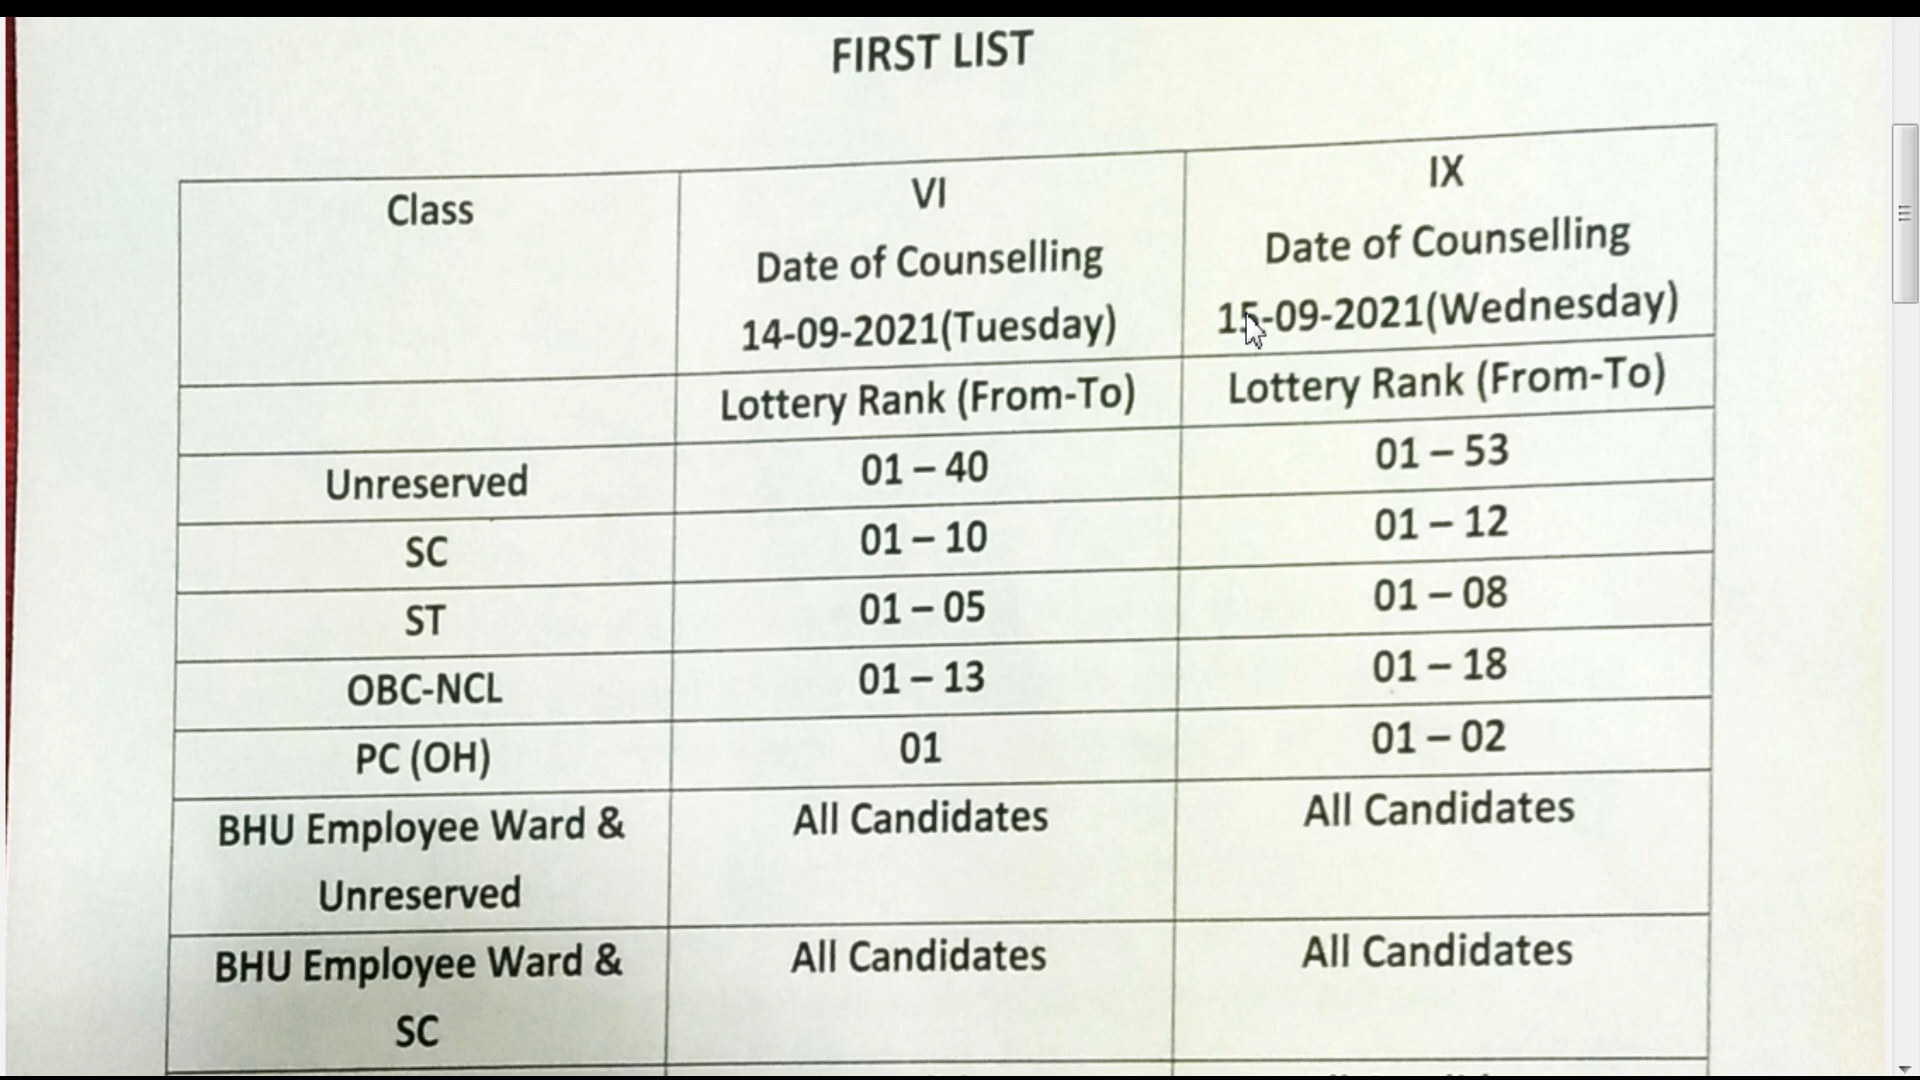 FIRST LIST
Class
VI
Date of Counselling
14-09-2021(Tuesday)
IX
Date of Counselling
15-09-2021(Wednesday)
Lottery Rank (From-To)
Lottery Rank (From-To)
Unreserved
01 – 40
01 – 53
SC
01 – 10
01 – 12
ST
01 – 05
01 – 08
OBC-NCL
01 – 13
01 – 18
PC (OH)
01
01 – 02
BHU Employee Ward &
Unreserved
All Candidates
All Candidates
BHU Employee Ward &
SC
All Candidates
All Candidates